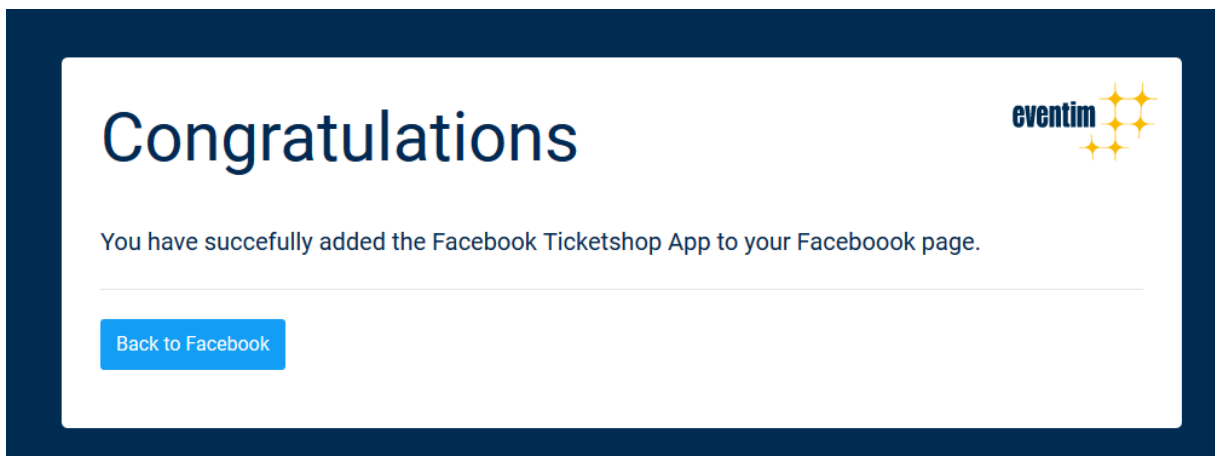 eventim
Congratulations
You have succefully added the Facebook Ticketshop App to your Faceboook page.
Back to Facebook